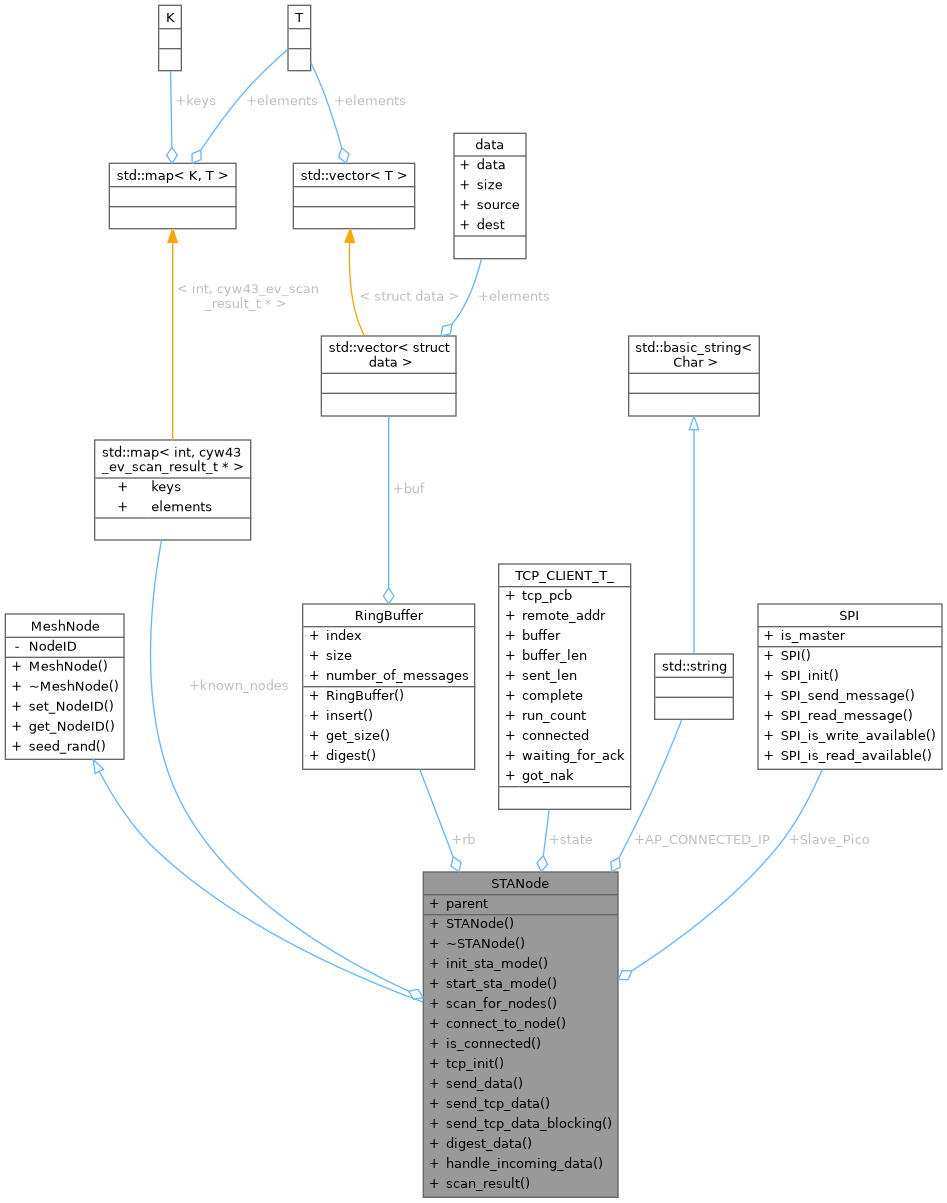 K
T
+keys
+elements
+elements
std::map< K, T >
std::vector< T >
data
+ data
+ size
+ source
+ dest
< int, cyw43_ev_scan
_result_t * >
< struct data >
+elements
std::vector< struct
data >
std::basic_string<
Char >
std::map< int, cyw43
_ev_scan_result_t * >
+ keys
+ elements
+buf
MeshNode
- NodeID
+ MeshNode()
+ ~MeshNode()
+ set_NodeID()
+ get_NodeID()
+ seed_rand()
+known_nodes
RingBuffer
+ index
+ size
+ number_of_messages
+ RingBuffer()
+ insert()
+ get_size()
+ digest()
TCP_CLIENT_T_
+ tcp_pcb
+ remote_addr
+ buffer
+ buffer_len
+ sent_len
+ complete
+ run_count
+ connected
+ waiting_for_ack
+ got_nak
std::string
SPI
+ is_master
+ SPI()
+ SPI_init()
+ SPI_send_message()
+ SPI_read_message()
+ SPI_is_write_available()
+ SPI_is_read_available()
+rb
+state
+AP_CONNECTED_IP
+Slave_Pico
STANode
+ parent
+ STANode()
+ ~STANode()
+ init_sta_mode()
+ start_sta_mode()
+ scan_for_nodes()
+ connect_to_node()
+ is_connected()
+ tcp_init()
+ send_data()
+ send_tcp_data()
+ send_tcp_data_blocking()
+ digest_data()
+ handle_incoming_data()
+ scan_result()